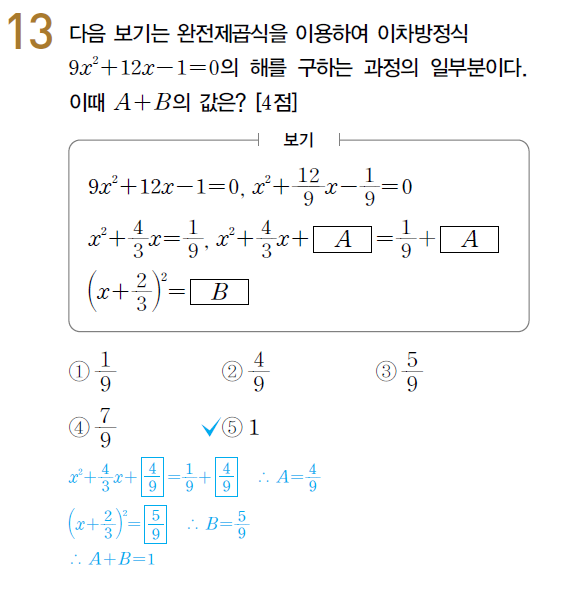 13 다음 보기는 완전제곱식을 이용하여 이차방정식
9x²+12x−1=0의 해를 구하는 과정의 일부분이다.
이때 A+B의 값은? [4점]
보기
9x²+12x−1=0, x²+12/9x−1/9=0
x²+4/3x=1/9, x²+4/3x+ A =1/9+ A
(x+2/3)²= B
① 1/9 ② 4/9 ③ 5/9
④ 7/9 ✓⑤ 1
x²+4/3x+ 4/9 =1/9+ 4/9 ∴ A=4/9
(x+2/3)²= 5/9 ∴ B=5/9
∴ A+B=1